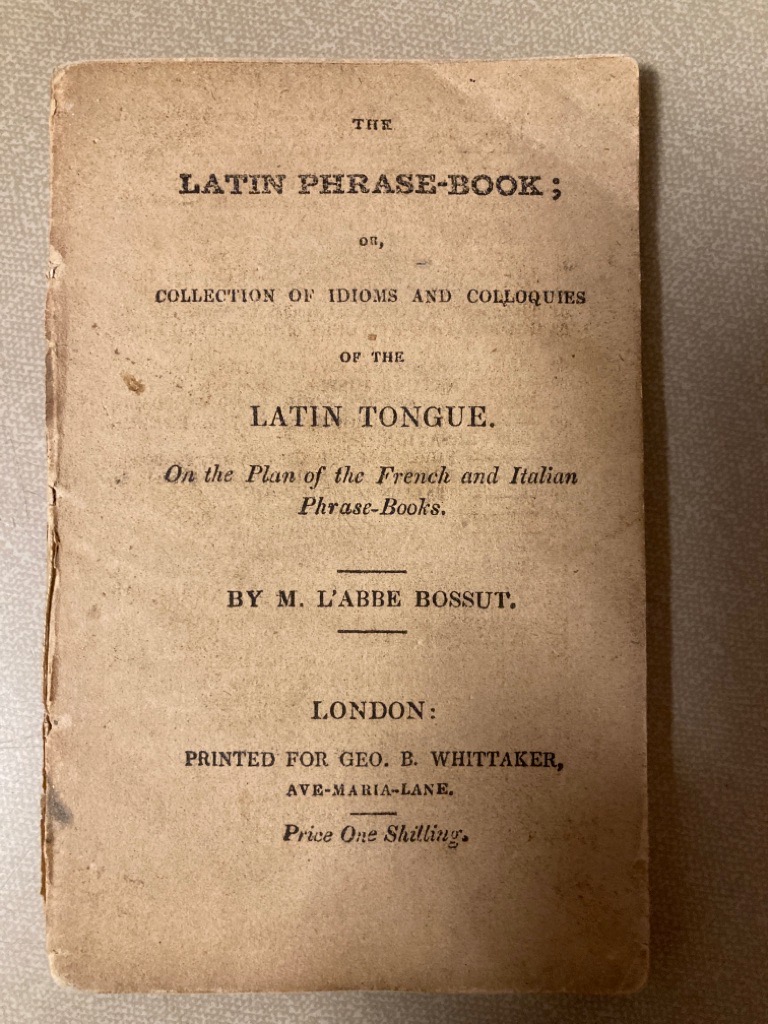 THE
LATIN PHRASE-BOOK;
OR,
COLLECTION OF IDIOMS AND COLLOQUIES
OF THE
LATIN TONGUE.
On the Plan of the French and Italian
Phrase-Books.
BY M. L'ABBE BOSSUT.
LONDON:
PRINTED FOR GEO. B. WHITTAKER,
AVE-MARIA-LANE.
Price One Shilling.